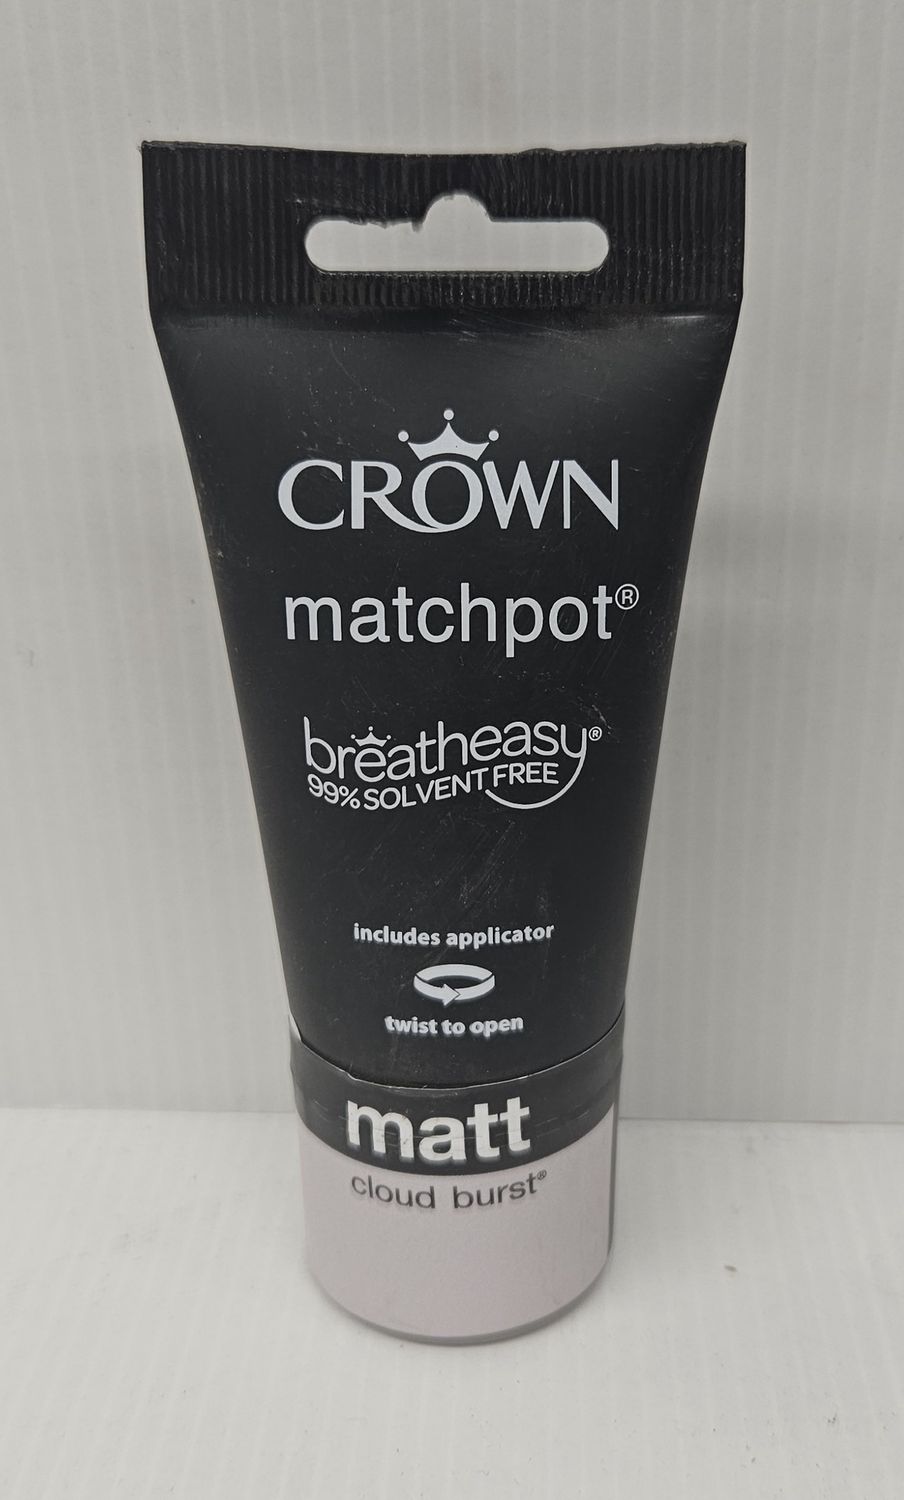 CROWN
matchpot®
breatheasy®
99% SOLVENT FREE
includes applicator
twist to open
matt
cloud burst®